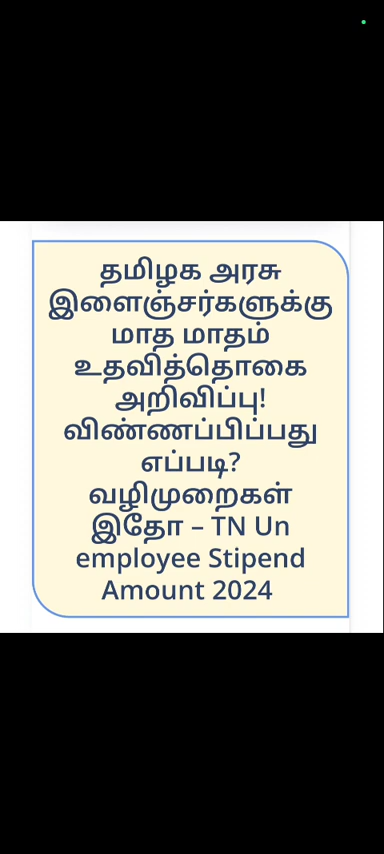 தமிழக அரசு
இளைஞ்சர்களுக்கு
மாத மாதம்
உதவித்தொகை
அறிவிப்பு!
விண்ணப்பிப்பது
எப்படி?
வழிமுறைகள்
இதோ – TN Un
employee Stipend
Amount 2024